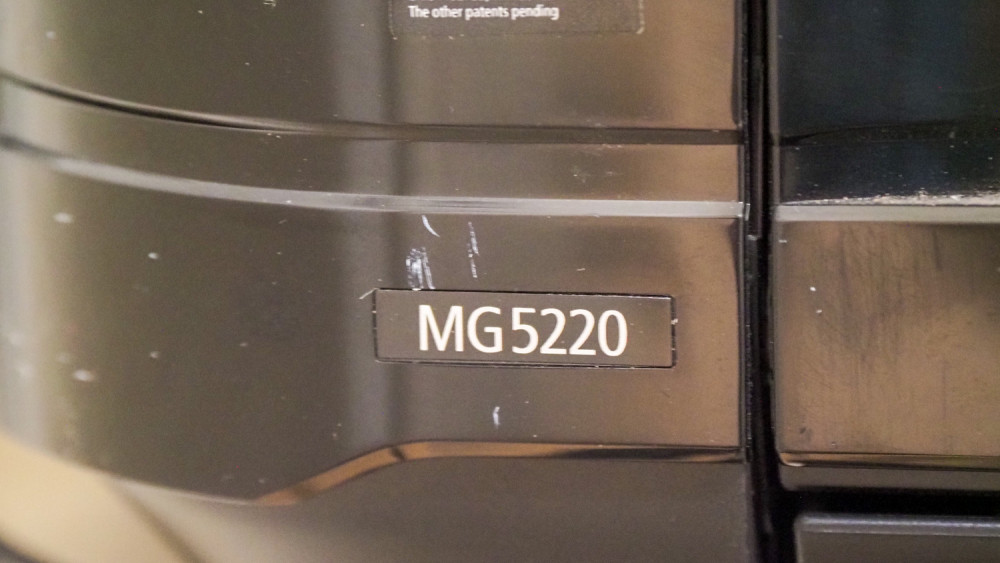 The other patents pending
MG5220